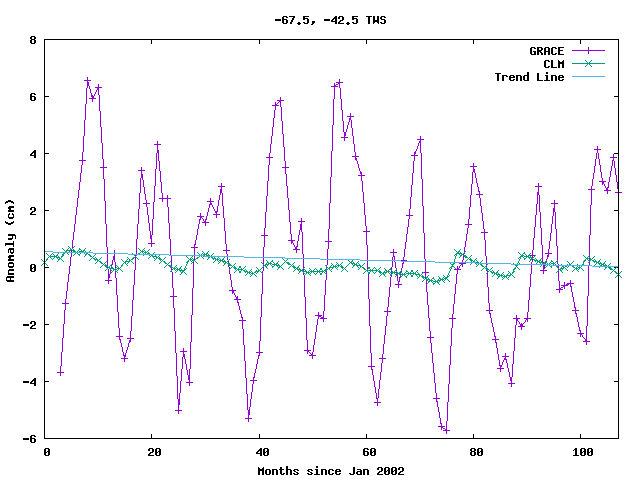 -67.5, -42.5 TWS
GRACE
CLM
Trend Line
8
6
4
2
0
-2
-4
-6
Anomaly (cm)
0 20 40 60 80 100
Months since Jan 2002